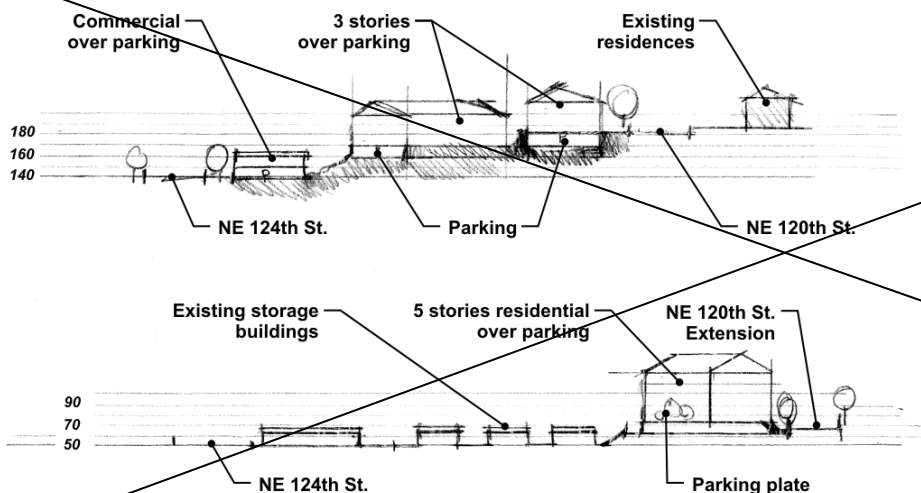 Commercial
over parking
3 stories
over parking
Existing
residences
180
160
140
NE 124th St.
Parking
NE 120th St.
Existing storage
buildings
5 stories residential
over parking
NE 120th St.
Extension
90
70
50
NE 124th St.
Parking plate